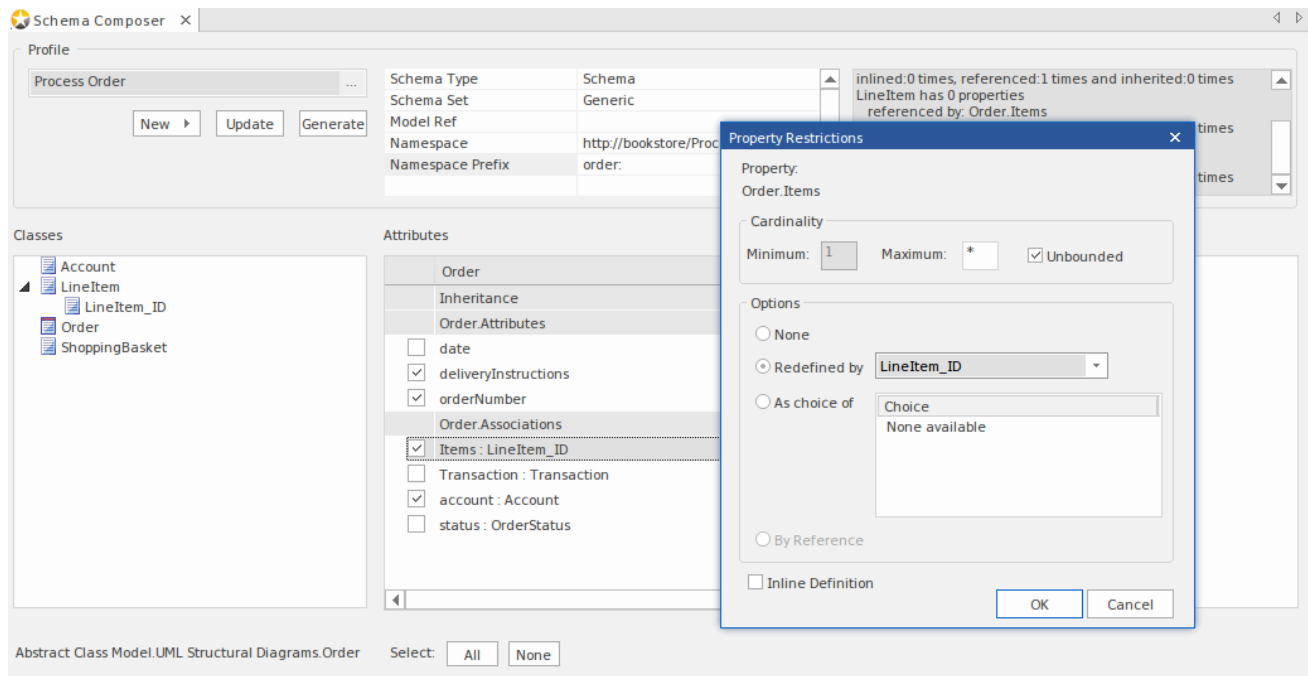 Schema Composer
Profile
Process Order ...
New Update Generate
Schema Type Schema
Schema Set Generic
Model Ref
Namespace http://bookstore/Proc
Namespace Prefix order:
inlined:0 times, referenced:1 times and inherited:0 times
LineItem has 0 properties
referenced by: Order.Items
times
times
Classes
Account
LineItem
LineItem_ID
Order
ShoppingBasket
Attributes
Order
Inheritance
Order.Attributes
date
deliveryInstructions
orderNumber
Order.Associations
Items : LineItem_ID
Transaction : Transaction
account : Account
status : OrderStatus
Property Restrictions
Property:
Order.Items
Cardinality
Minimum: 1 Maximum: * Unbounded
Options
None
Redefined by LineItem_ID
As choice of Choice
None available
By Reference
Inline Definition
OK Cancel
Abstract Class Model.UML Structural Diagrams.Order Select: All None